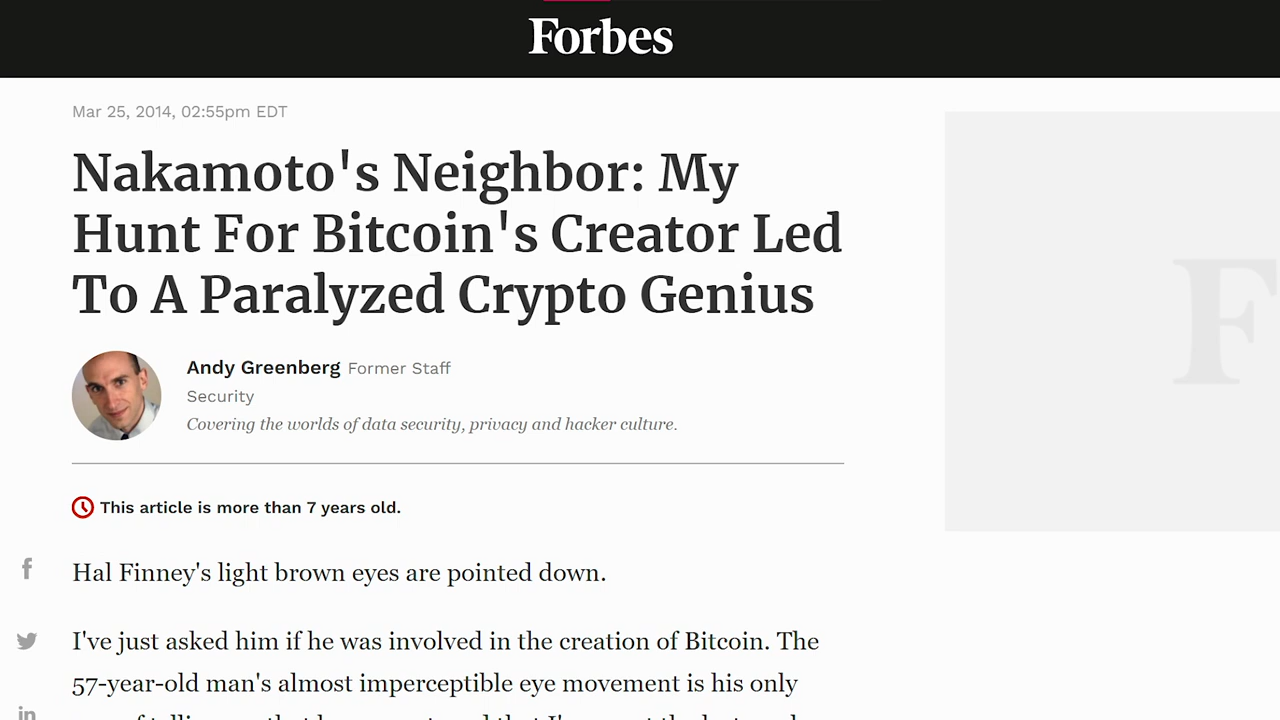 Forbes
Mar 25, 2014, 02:55pm EDT
Nakamoto's Neighbor: My
Hunt For Bitcoin's Creator Led
To A Paralyzed Crypto Genius
Andy Greenberg Former Staff
Security
Covering the worlds of data security, privacy and hacker culture.
This article is more than 7 years old.
Hal Finney's light brown eyes are pointed down.
I've just asked him if he was involved in the creation of Bitcoin. The
57-year-old man's almost imperceptible eye movement is his only
F
f
in